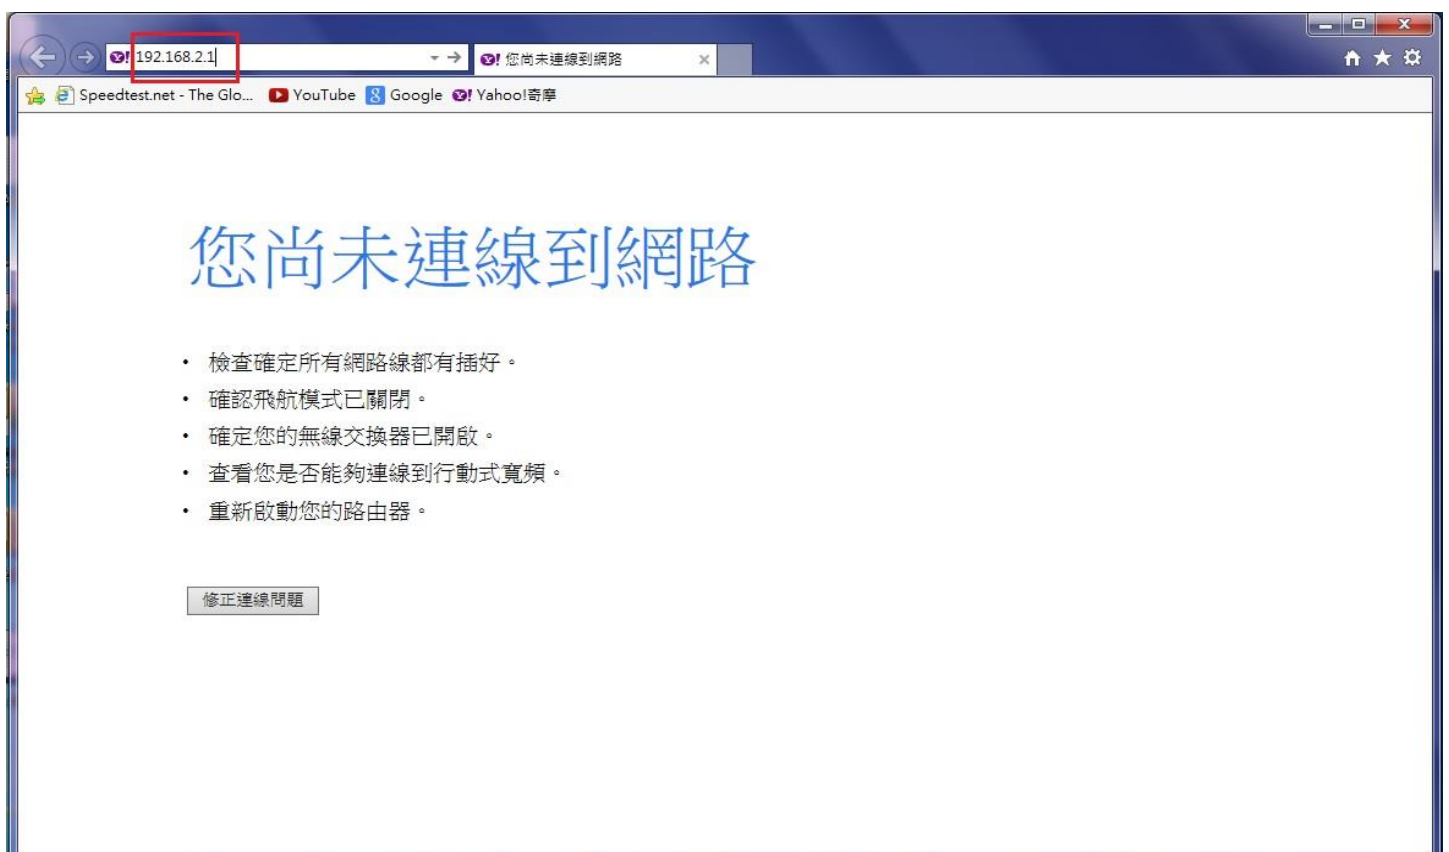 192.168.2.1
您尚未連線到網路
Speedtest.net - The Glo... YouTube Google Yahoo!奇摩
您尚未連線到網路
• 檢查確定所有網路線都有插好。
• 確認飛航模式已關閉。
• 確定您的無線交換器已開啟。
• 查看您是否能夠連線到行動式寬頻。
• 重新啟動您的路由器。
修正連線問題